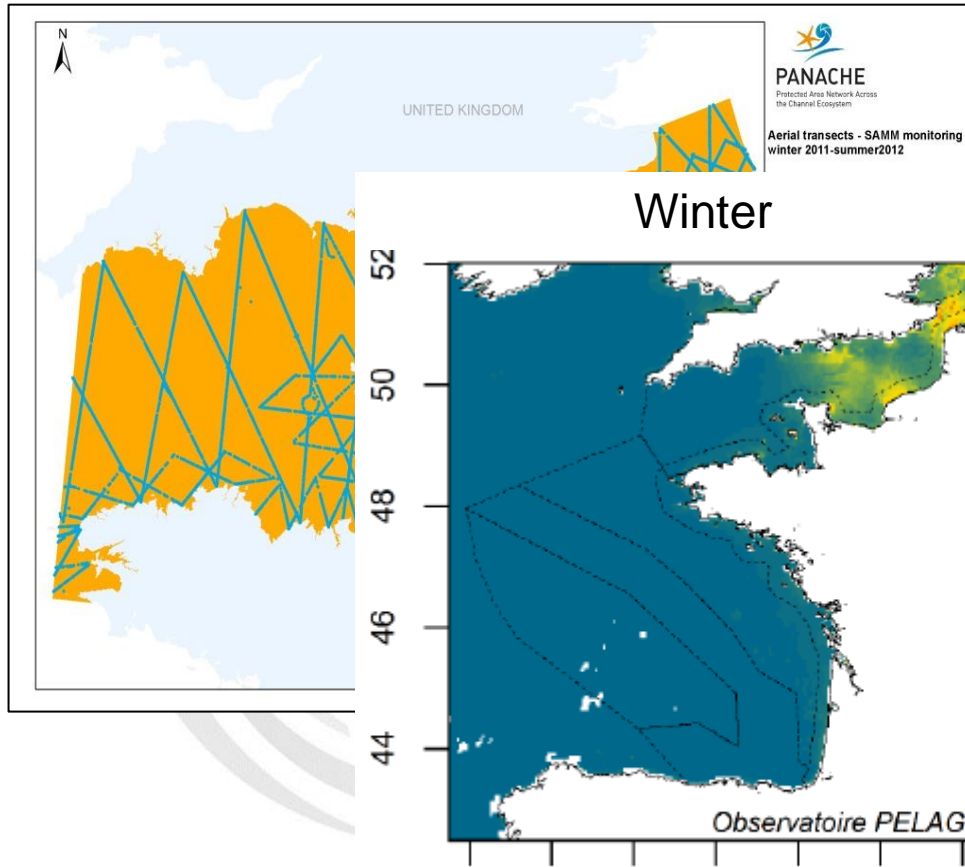 N
UNITED KINGDOM
PANACHE
Protected Area Network Across
the Channel Ecosystem
Aerial transects - SAMM monitoring
winter 2011-summer2012
Winter
52
50
48
46
44
Observatoire PELAG